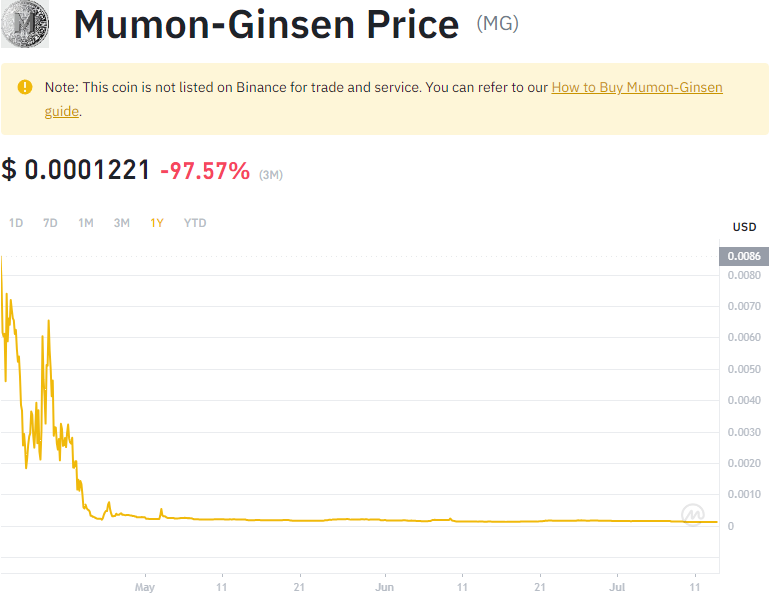 Mumon-Ginsen Price (MG)
Note: This coin is not listed on Binance for trade and service. You can refer to our How to Buy Mumon-Ginsen
guide.
$ 0.0001221 -97.57% (3M)
1D 7D 1M 3M 1Y YTD
USD
0.0086
0.0080
0.0070
0.0060
0.0050
0.0040
0.0030
0.0020
0.0010
0
May 11 21 Jun 11 21 Jul 11